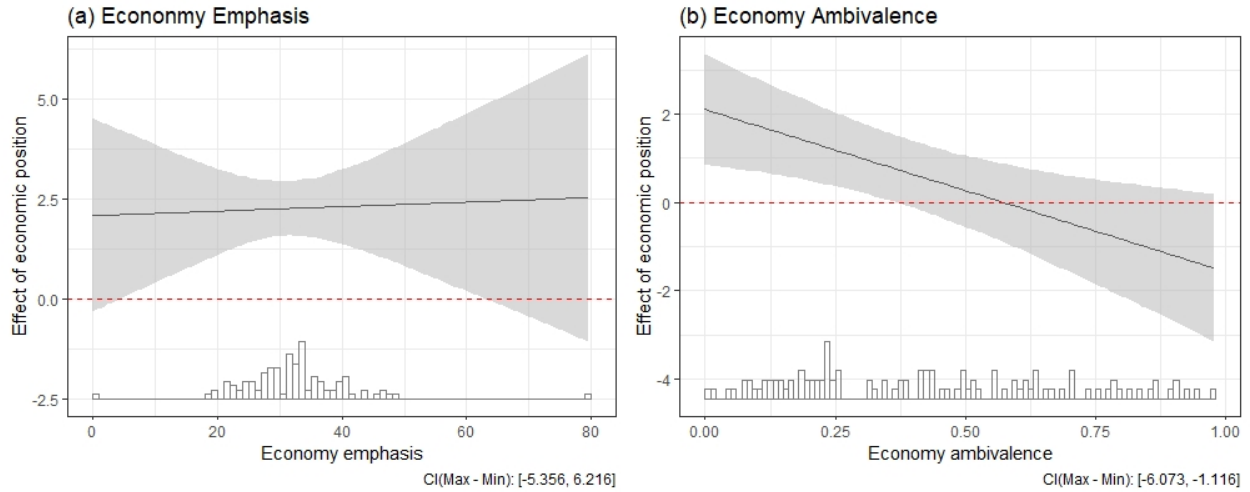 (a) Econonmy Emphasis
Effect of economic position
5.0
2.5
0.0
-2.5
0 20 40 60 80
Economy emphasis
CI(Max - Min): [-5.356, 6.216]
(b) Economy Ambivalence
Effect of economic position
2
0
-2
-4
0.00 0.25 0.50 0.75 1.00
Economy ambivalence
CI(Max - Min): [-6.073, -1.116]